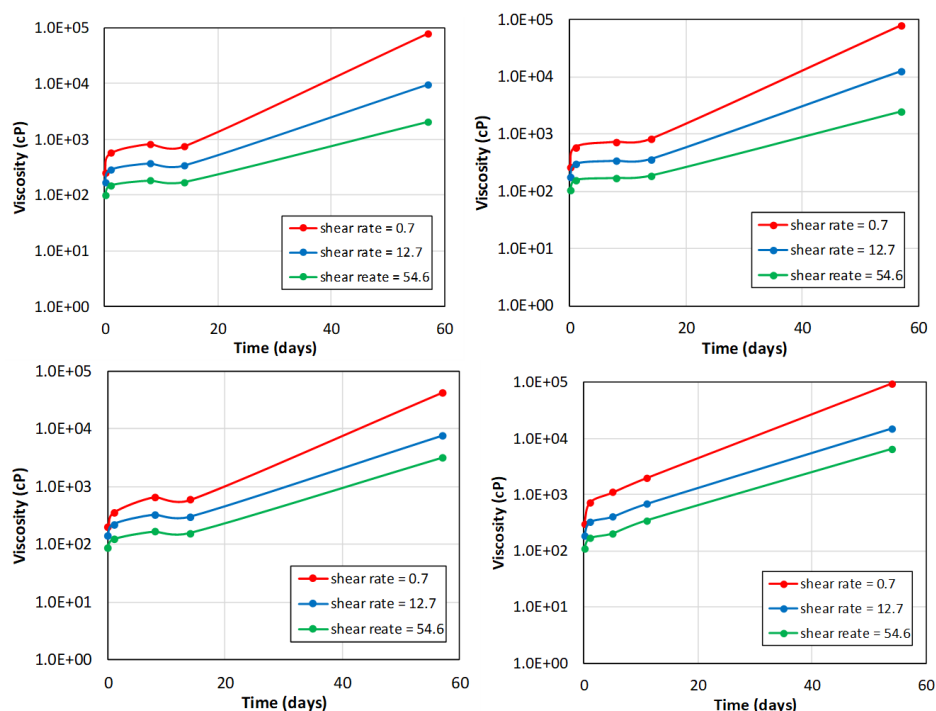 1.0E+05
1.0E+04
1.0E+03
1.0E+02
1.0E+01
1.0E+00
Viscosity (cP)
shear rate = 0.7
shear rate = 12.7
shear reate = 54.6
0 20 40 60
Time (days)
1.0E+05
1.0E+04
1.0E+03
1.0E+02
1.0E+01
1.0E+00
Viscosity (cP)
shear rate = 0.7
shear rate = 12.7
shear reate = 54.6
0 20 40 60
Time (days)
1.0E+05
1.0E+04
1.0E+03
1.0E+02
1.0E+01
1.0E+00
Viscosity (cP)
shear rate = 0.7
shear rate = 12.7
shear reate = 54.6
0 20 40 60
Time (days)
1.0E+05
1.0E+04
1.0E+03
1.0E+02
1.0E+01
1.0E+00
Viscosity (cP)
shear rate = 0.7
shear rate = 12.7
shear reate = 54.6
0 20 40 60
Time (days)